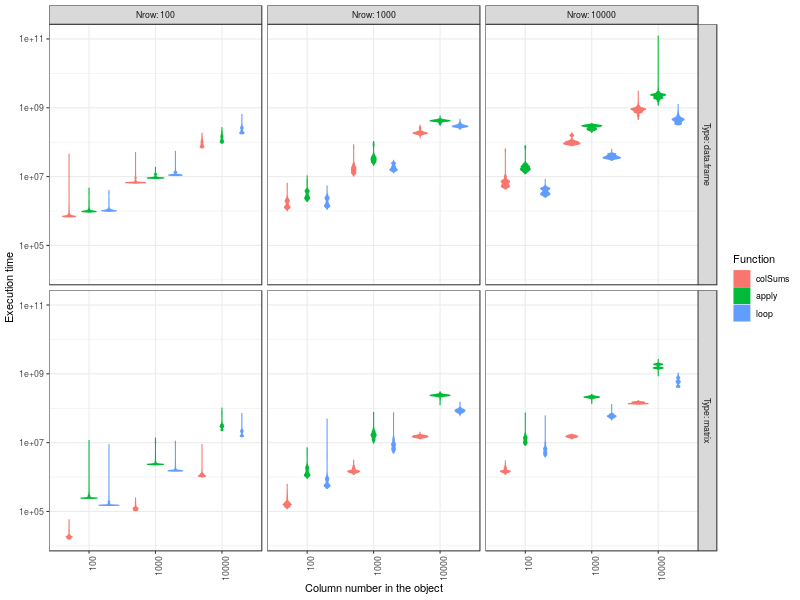 Nrow: 100
Nrow: 1000
Nrow: 10000
1e+11
1e+09
1e+07
1e+05
Type: data.frame
1e+11
1e+09
1e+07
1e+05
Type: matrix
Execution time
100
1000
10000
100
1000
10000
100
1000
10000
Column number in the object
Function
colSums
apply
loop